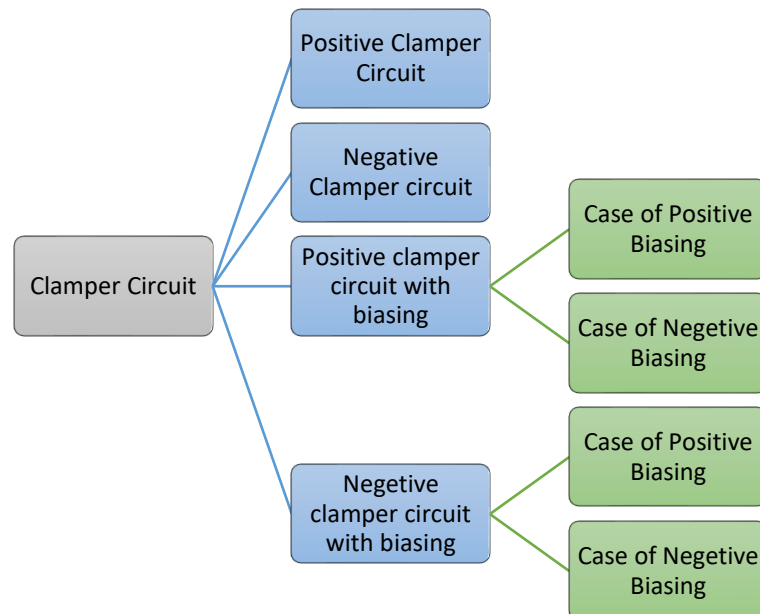 Positive Clamper
Circuit
Negative
Clamper circuit
Clamper Circuit
Positive clamper
circuit with
biasing
Case of Positive
Biasing
Case of Negetive
Biasing
Negetive
clamper circuit
with biasing
Case of Positive
Biasing
Case of Negetive
Biasing